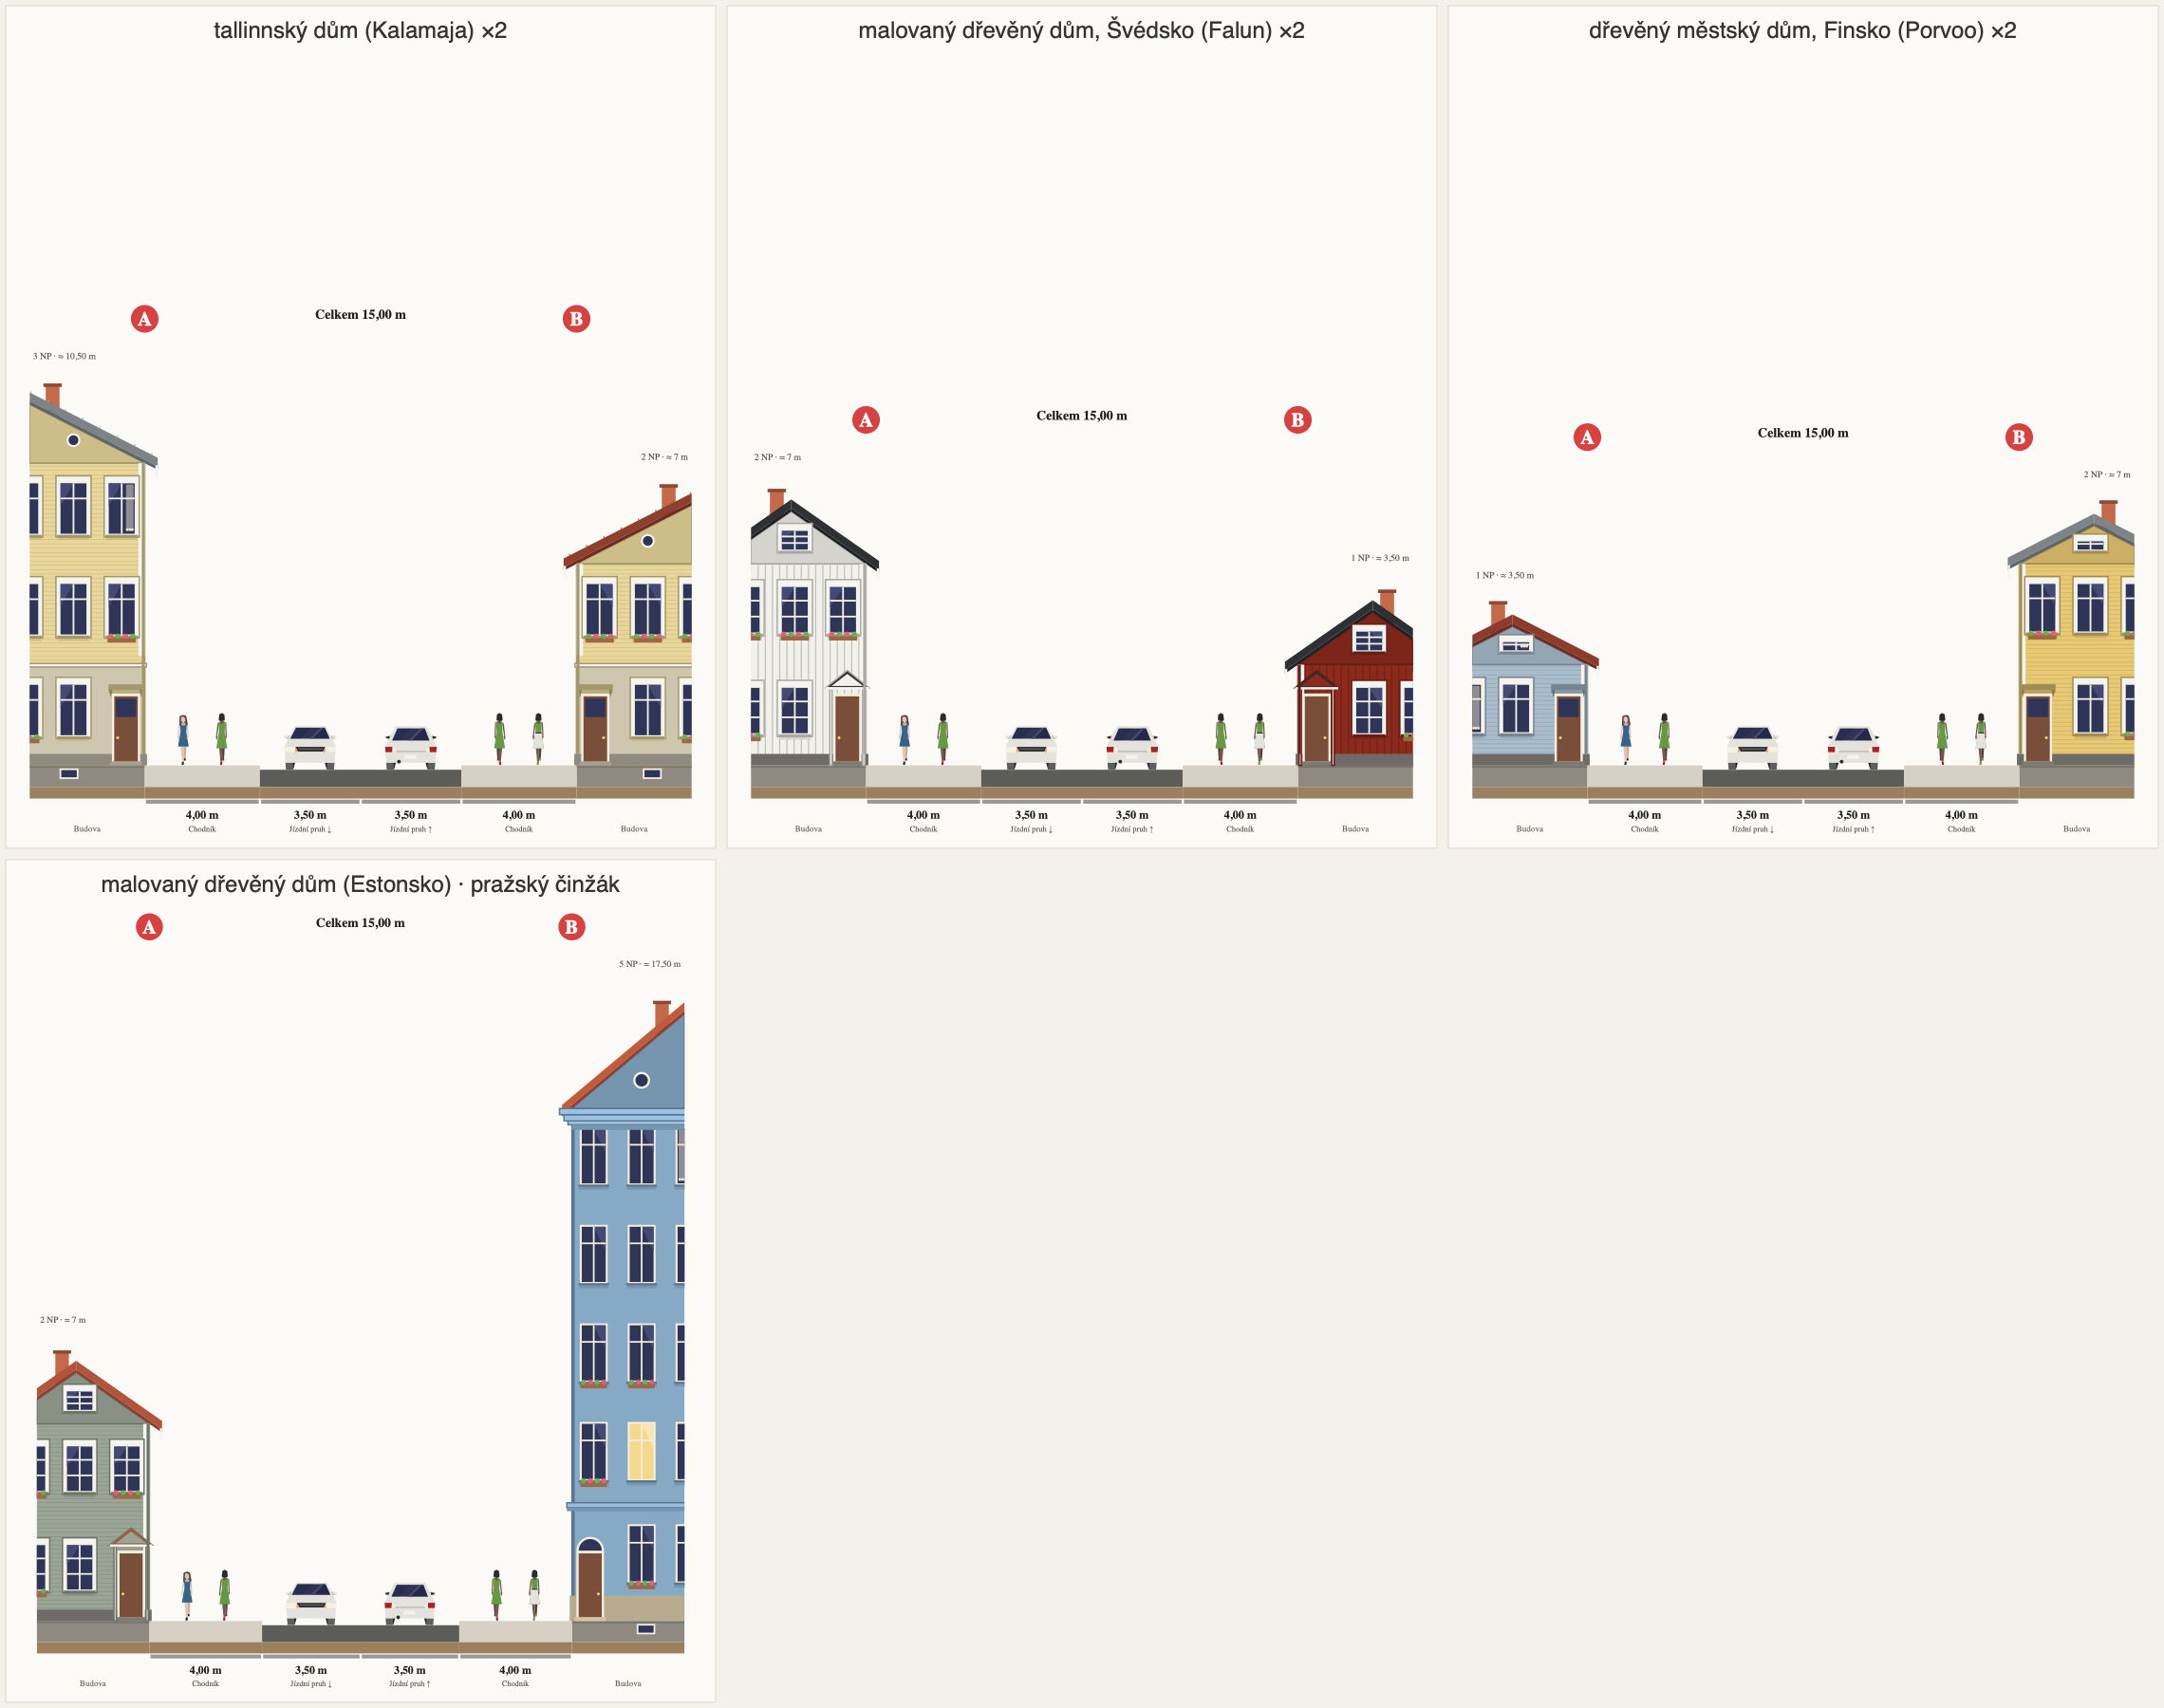 tallinnský dům (Kalamaja) ×2
A
Celkem 15,00 m
B
3 NP · ≈ 10,50 m
2 NP · ≈ 7 m
4,00 m
3,50 m
3,50 m
4,00 m
Budova
Chodník
Jízdní pruh ↓
Jízdní pruh ↑
Chodník
Budova
malovaný dřevěný dům, Švédsko (Falun) ×2
A
Celkem 15,00 m
B
2 NP · ≈ 7 m
1 NP · ≈ 3,50 m
4,00 m
3,50 m
3,50 m
4,00 m
Budova
Chodník
Jízdní pruh ↓
Jízdní pruh ↑
Chodník
Budova
dřevěný městský dům, Finsko (Porvoo) ×2
A
Celkem 15,00 m
B
2 NP · ≈ 7 m
1 NP · ≈ 3,50 m
4,00 m
3,50 m
3,50 m
4,00 m
Budova
Chodník
Jízdní pruh ↓
Jízdní pruh ↑
Chodník
Budova
malovaný dřevěný dům (Estonsko) · pražský činžák
A
Celkem 15,00 m
B
5 NP · ≈ 17,50 m
2 NP · ≈ 7 m
4,00 m
3,50 m
3,50 m
4,00 m
Budova
Chodník
Jízdní pruh ↓
Jízdní pruh ↑
Chodník
Budova